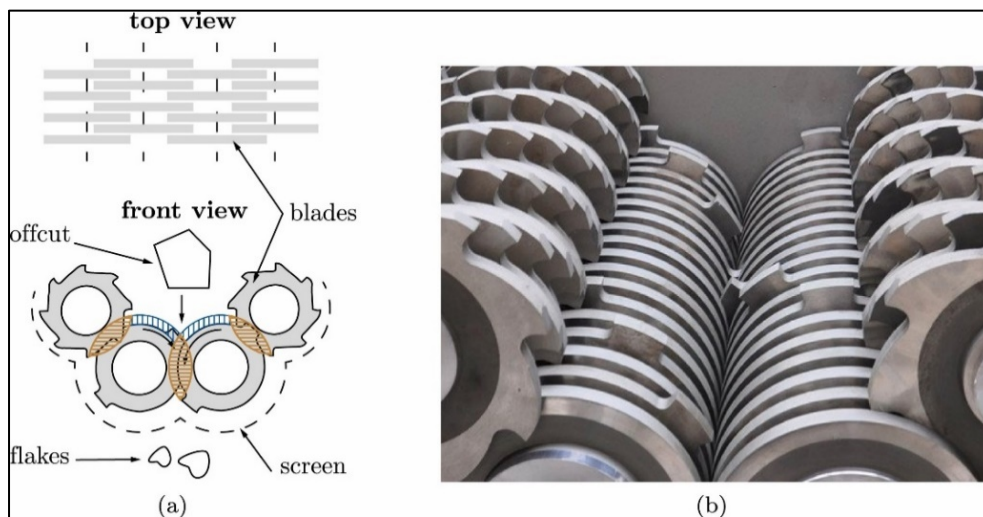 top view
front view
blades
offcut
flakes
screen
(a)
(b)